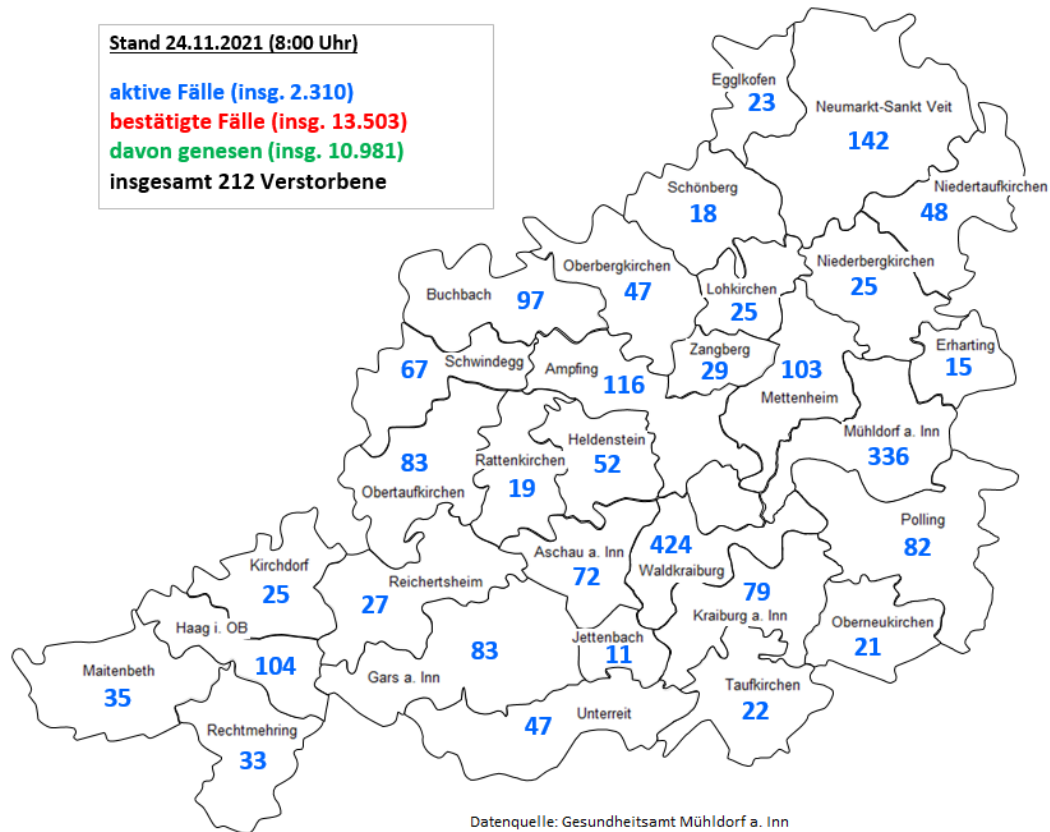 Stand 24.11.2021 (8:00 Uhr)
aktive Fälle (insg. 2.310)
bestätigte Fälle (insg. 13.503)
davon genesen (insg. 10.981)
insgesamt 212 Verstorbene
Egglkofen
23
Neumarkt-Sankt Veit
142
Schönberg
18
Niedertaufkirchen
48
Oberbergkirchen
47
Lohkirchen
25
Niederbergkirchen
25
Buchbach
97
Schwindegg
67
Ampfing
116
Zangberg
29
103
Mettenheim
Erharting
15
Mühldorf a. Inn
336
83
Obertaufkirchen
Rattenkirchen
19
Heldenstein
52
Polling
82
Kirchdorf
25
Reichertsheim
27
Aschau a. Inn
72
424
Waldkraiburg
79
Kraiburg a. Inn
Haag i. OB
104
Maitenbeth
35
Gars a. Inn
83
Jettenbach
11
Oberneukirchen
21
Rechtmehring
33
47
Unterreit
Taufkirchen
22
Datenquelle: Gesundheitsamt Mühldorf a. Inn